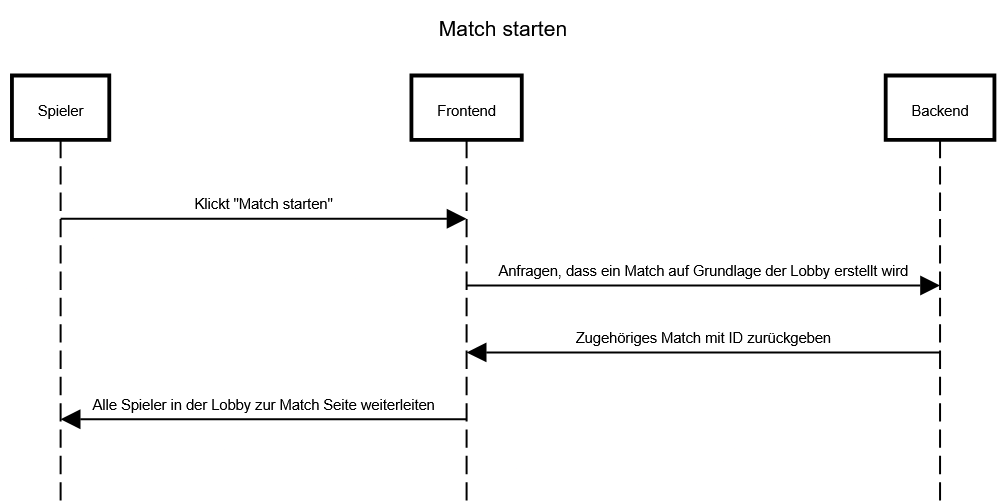 Match starten
Spieler
Frontend
Backend
Klickt "Match starten"
Anfragen, dass ein Match auf Grundlage der Lobby erstellt wird
Zugehöriges Match mit ID zurückgeben
Alle Spieler in der Lobby zur Match Seite weiterleiten